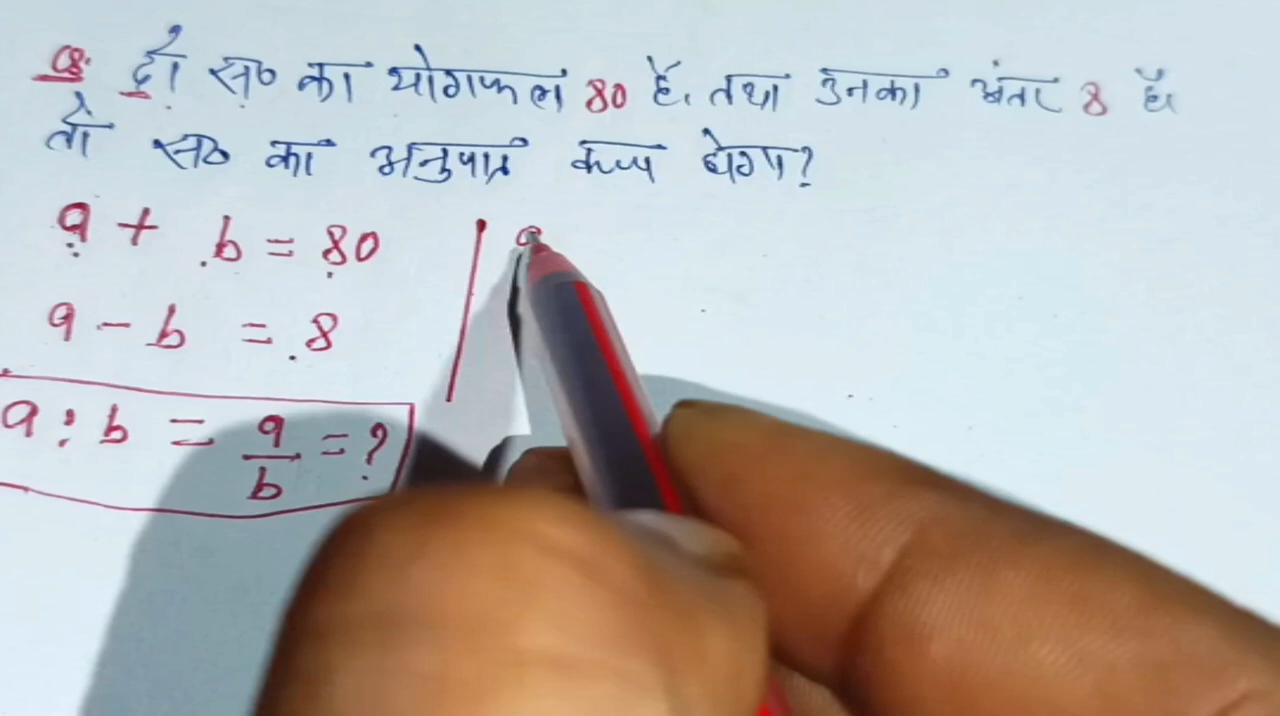 Q. दो सं० का योगफल 80 है, तथा उनका अंतर 8 है।
तो सं० का अनुपात क्या होगा?
a + b = 80
a - b = 8
a : b = a/b = ?
a